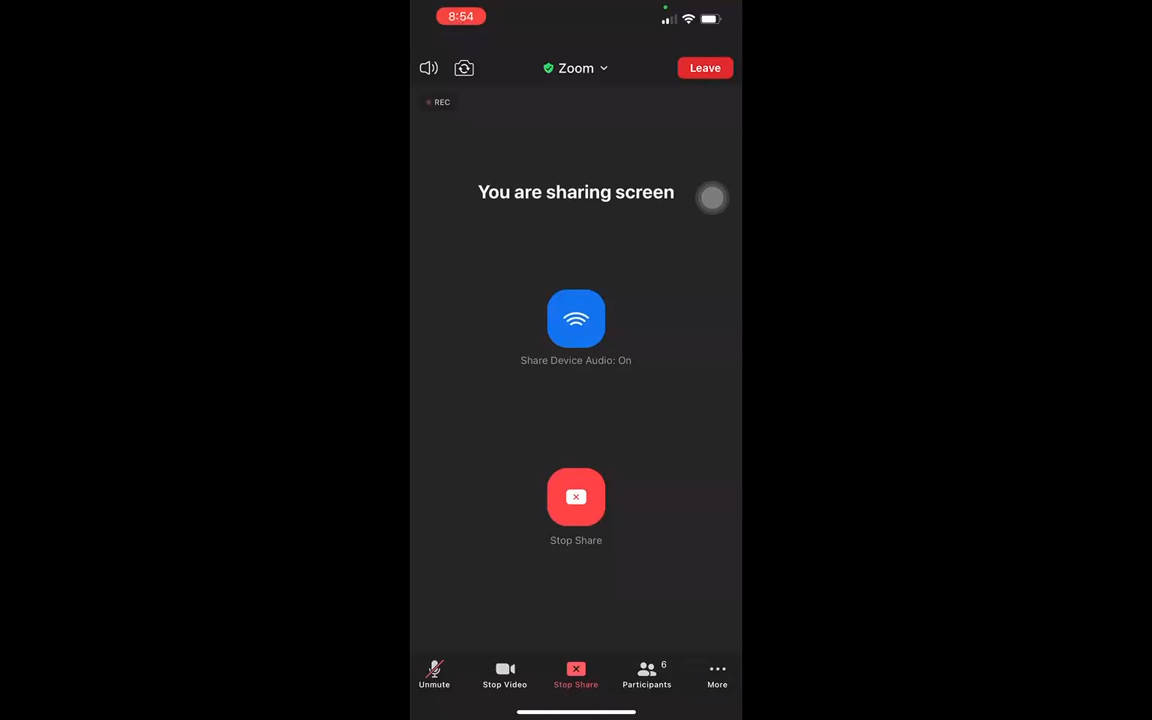 8:54
Zoom
Leave
REC
You are sharing screen
Share Device Audio: On
Stop Share
Unmute
Stop Video
Stop Share
Participants
6
More